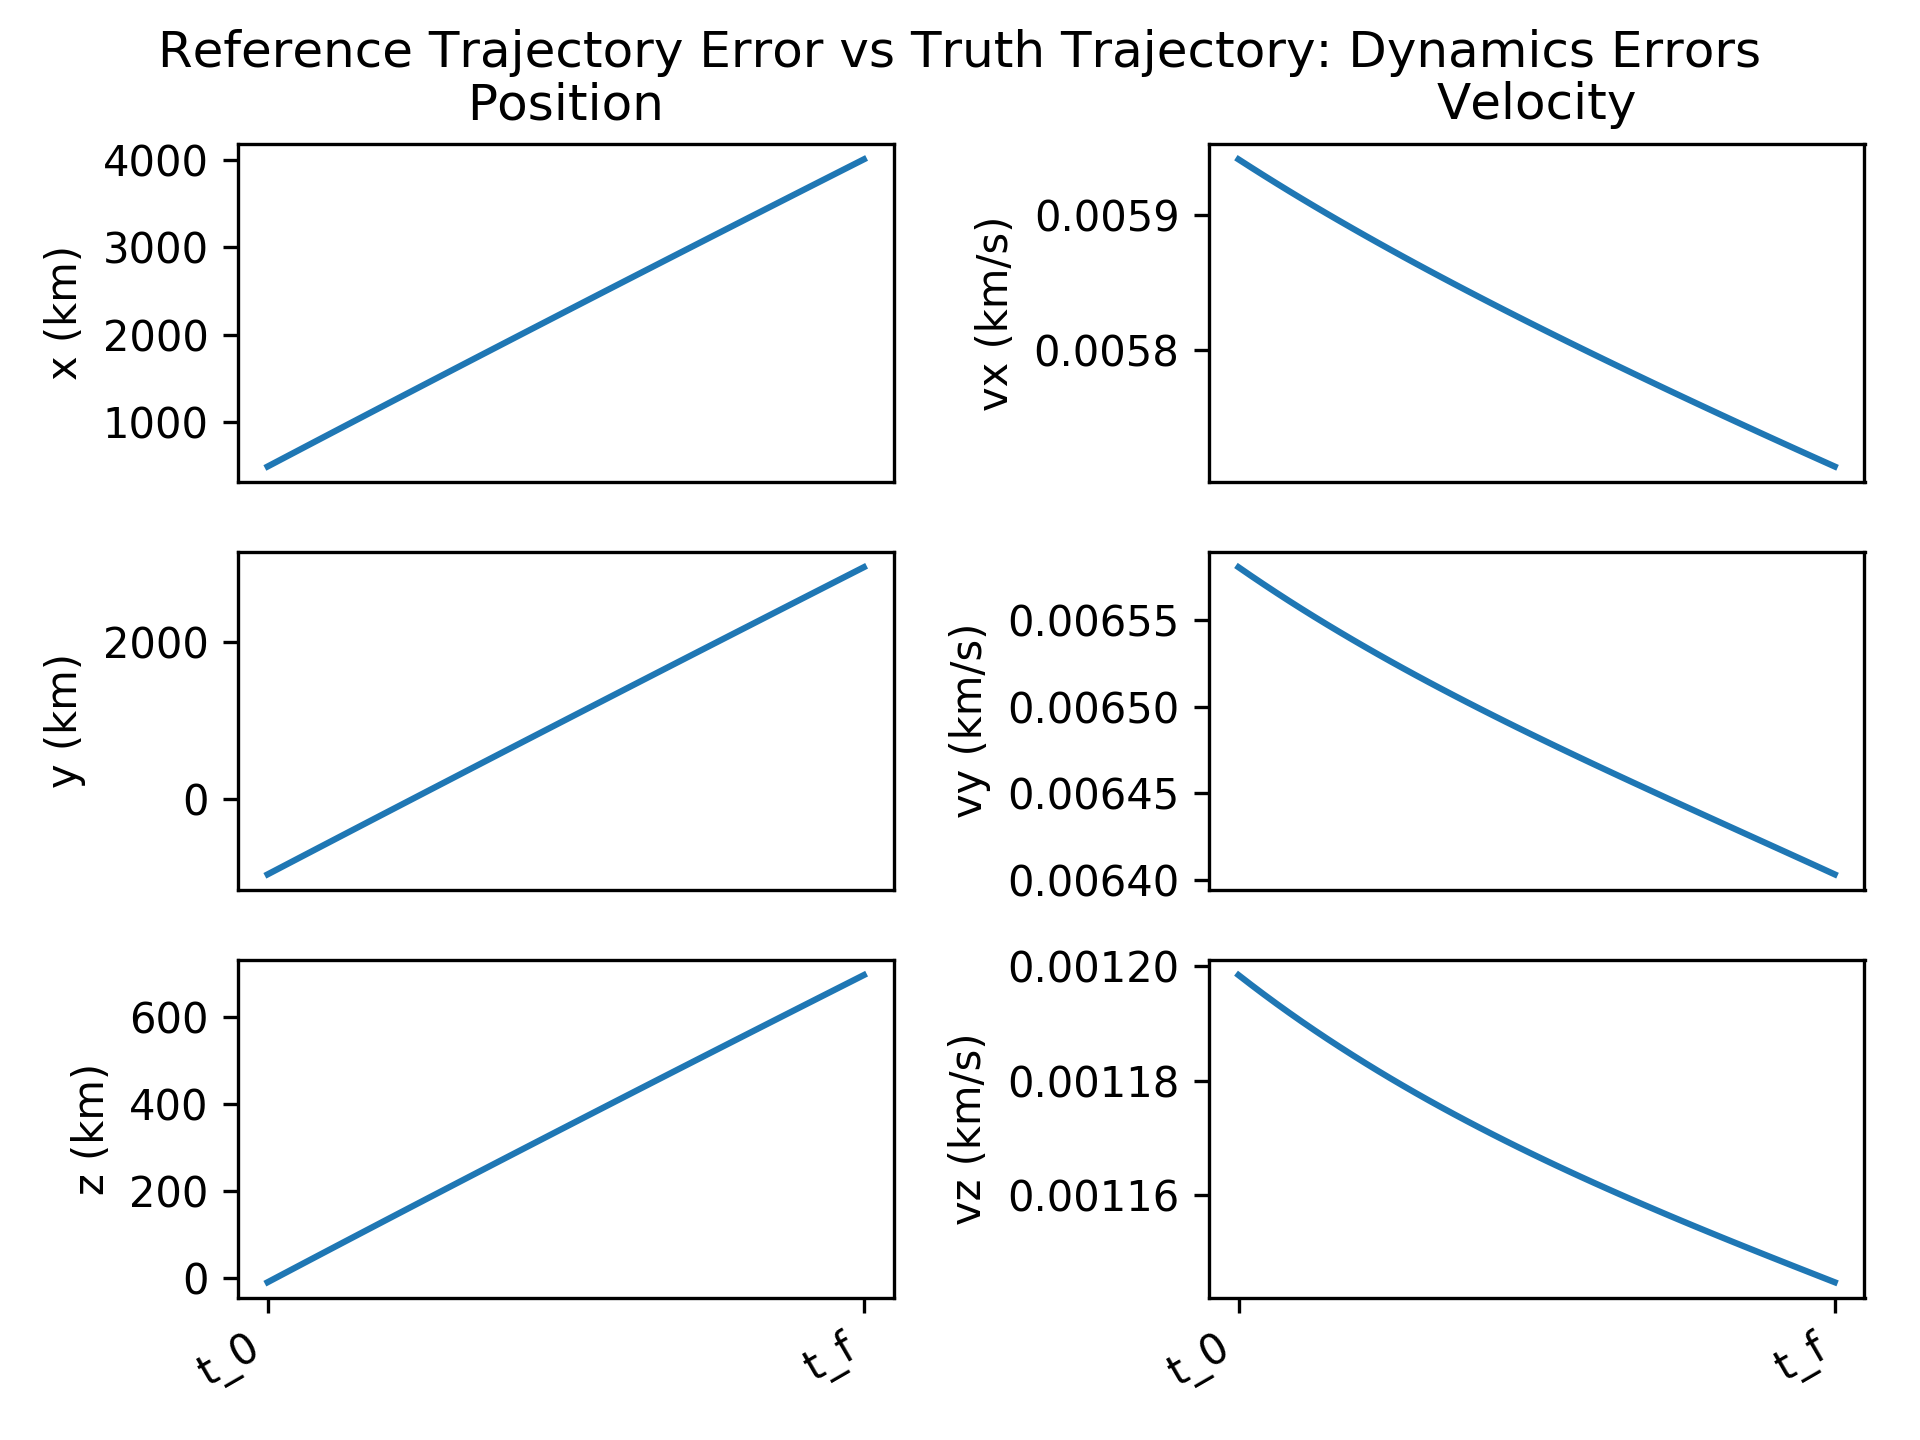 Reference Trajectory Error vs Truth Trajectory: Dynamics Errors
Position
Velocity
4000
3000
2000
1000
x (km)
0.0059
0.0058
vx (km/s)
2000
0
y (km)
0.00655
0.00650
0.00645
0.00640
vy (km/s)
600
400
200
0
z (km)
t_0
t_f
0.00120
0.00118
0.00116
vz (km/s)
t_0
t_f